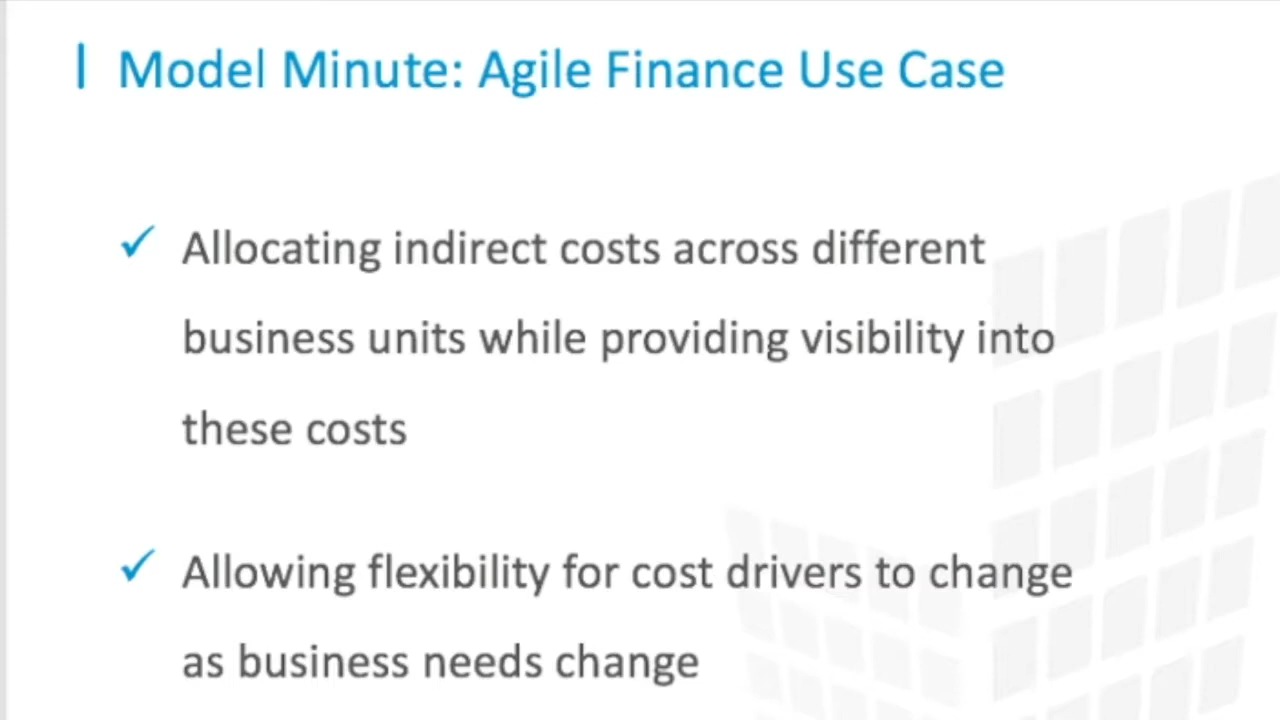 Model Minute: Agile Finance Use Case
Allocating indirect costs across different
business units while providing visibility into
these costs
Allowing flexibility for cost drivers to change
as business needs change